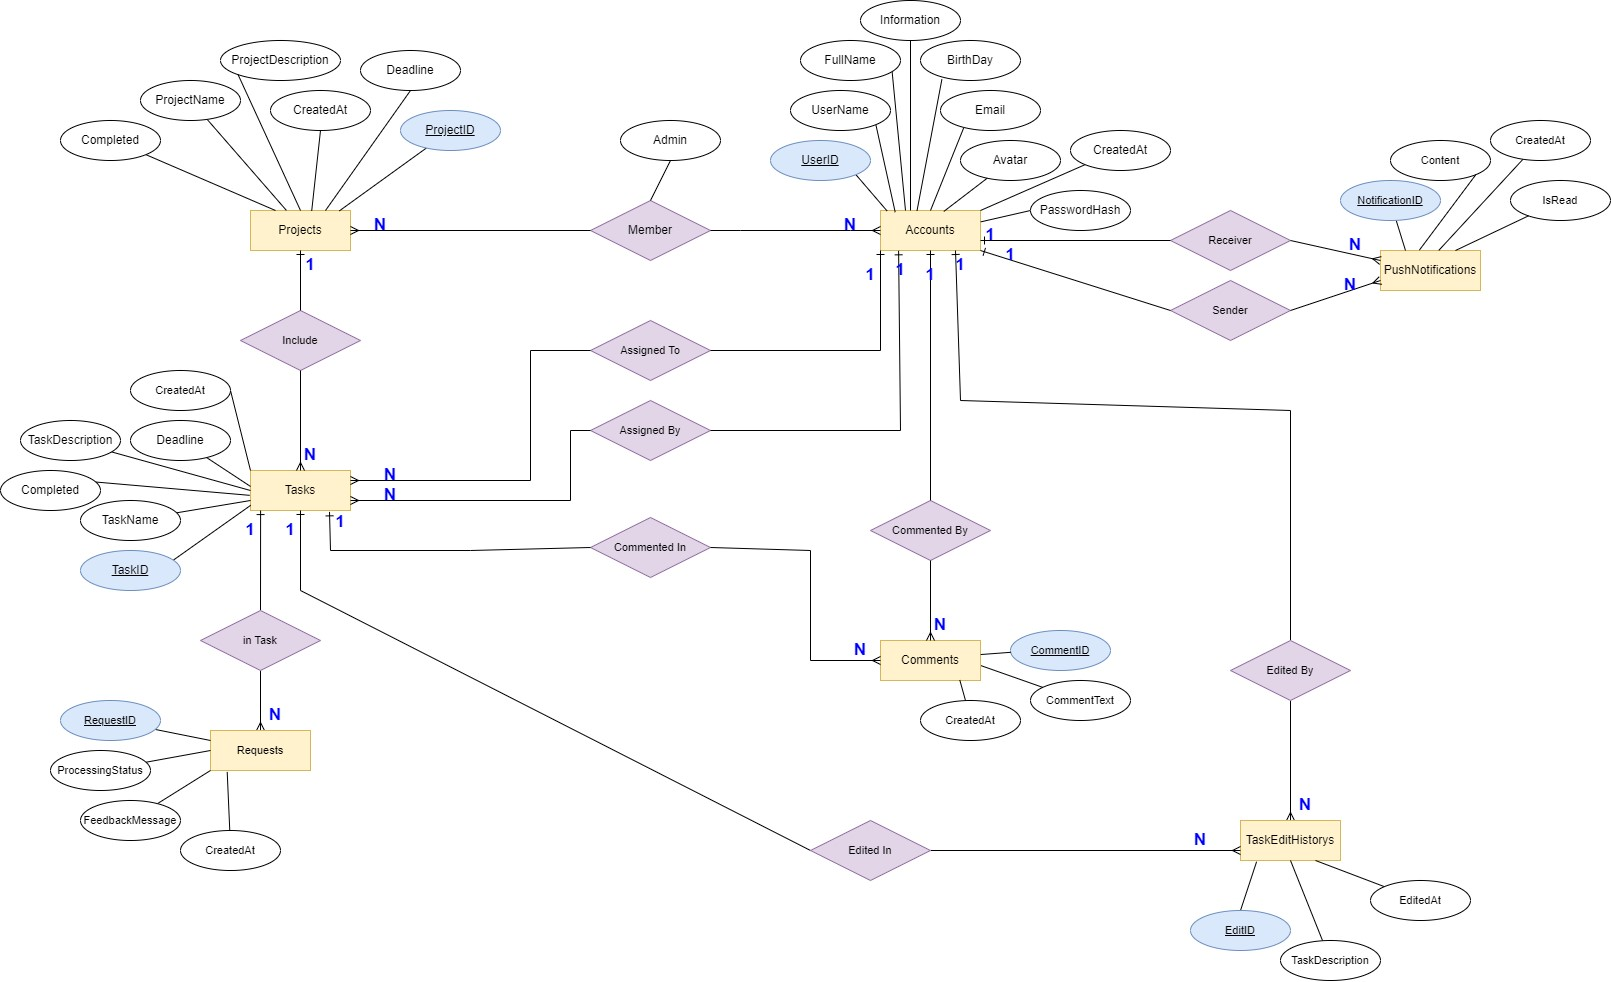 Information
ProjectDescription
Deadline
FullName
BirthDay
ProjectName
CreatedAt
UserName
Email
Completed
ProjectID
Admin
UserID
Avatar
CreatedAt
Content
CreatedAt
NotificationID
IsRead
PasswordHash
Projects
N
Member
N
Accounts
1
Receiver
N
PushNotifications
1
1
1
1
1
1
N
Sender
Include
Assigned To
CreatedAt
TaskDescription
Deadline
Assigned By
N
N
N
Completed
Tasks
TaskName
1
1
1
Commented By
Commented In
TaskID
N
in Task
N
Comments
CommentID
Edited By
CommentText
CreatedAt
N
RequestID
Requests
ProcessingStatus
FeedbackMessage
CreatedAt
N
N
Edited In
TaskEditHistorys
EditedAt
EditID
TaskDescription